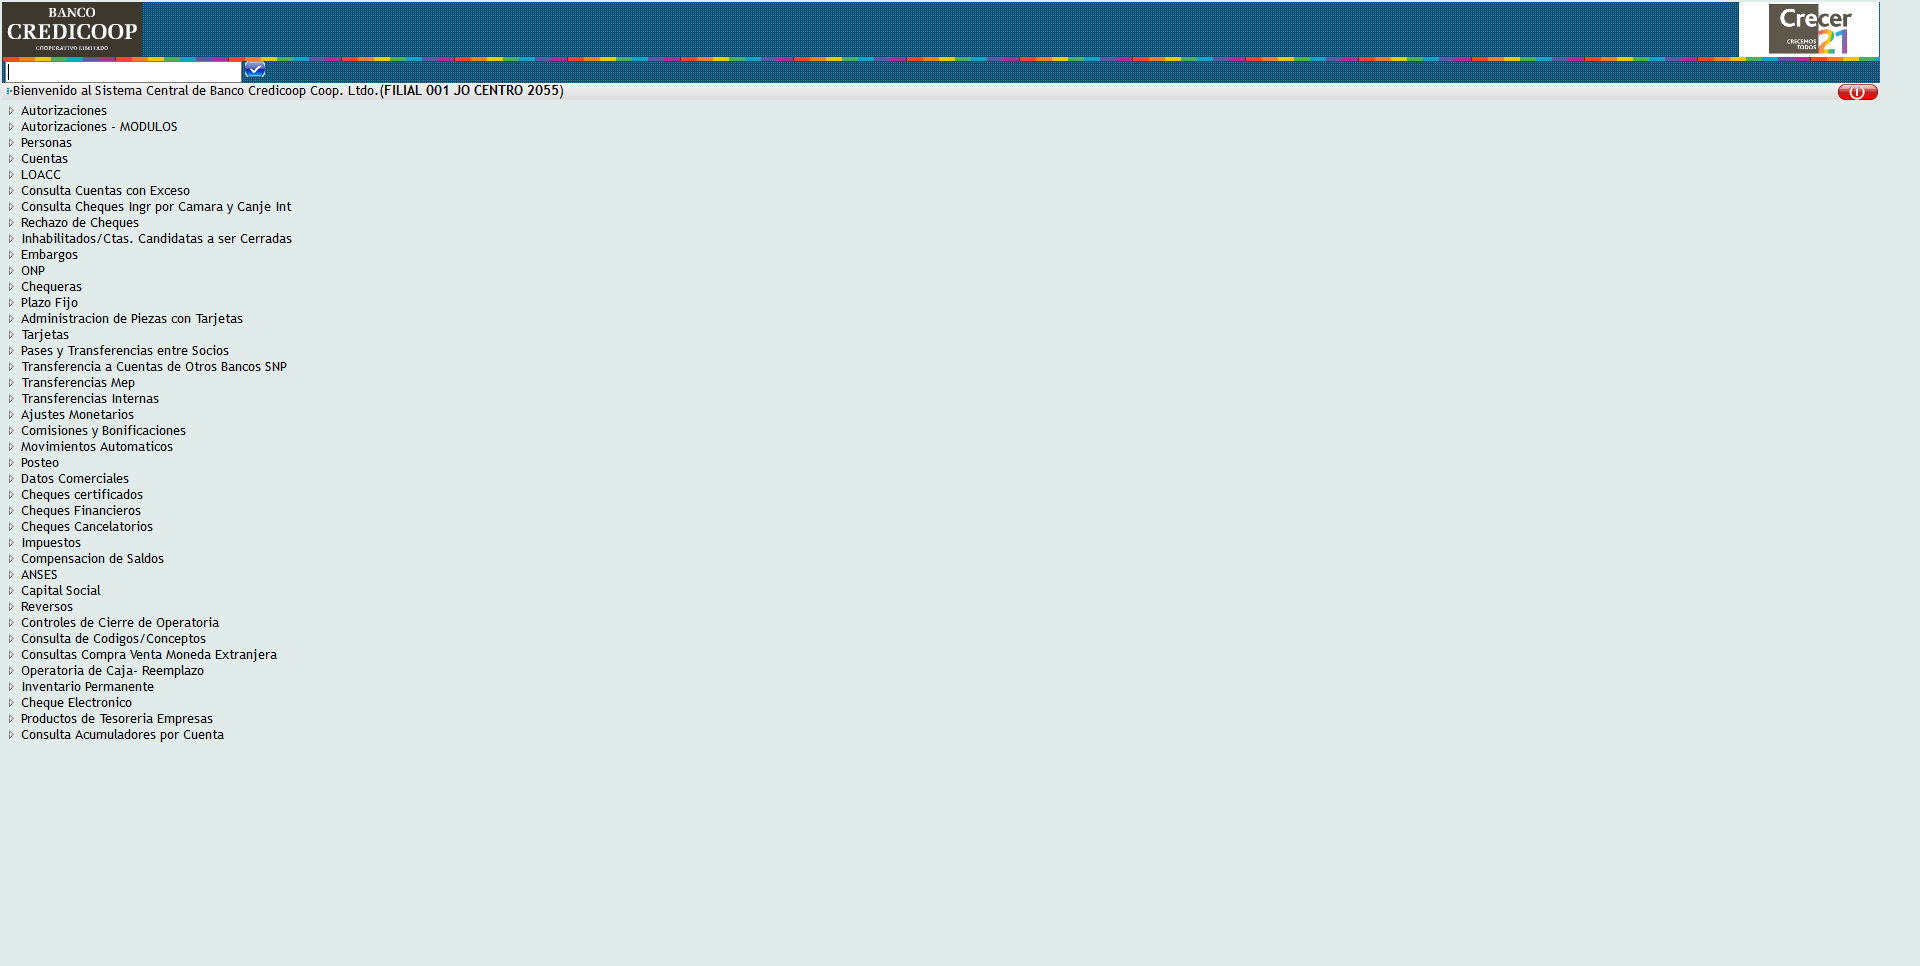 BANCO
CREDICOOP
COOPERATIVO LIMITADO
Crecer
CRECEMOS
TODOS
21
Bienvenido al Sistema Central de Banco Credicoop Coop. Ltdo.(FILIAL 001 JO CENTRO 2055)
Autorizaciones
Autorizaciones - MODULOS
Personas
Cuentas
LOACC
Consulta Cuentas con Exceso
Consulta Cheques Ingr por Camara y Canje Int
Rechazo de Cheques
Inhabilitados/Ctas. Candidatas a ser Cerradas
Embargos
ONP
Chequeras
Plazo Fijo
Administracion de Piezas con Tarjetas
Tarjetas
Pases y Transferencias entre Socios
Transferencia a Cuentas de Otros Bancos SNP
Transferencias Mep
Transferencias Internas
Ajustes Monetarios
Comisiones y Bonificaciones
Movimientos Automaticos
Posteo
Datos Comerciales
Cheques certificados
Cheques Financieros
Cheques Cancelatorios
Impuestos
Compensacion de Saldos
ANSES
Capital Social
Reversos
Controles de Cierre de Operatoria
Consulta de Codigos/Conceptos
Consultas Compra Venta Moneda Extranjera
Operatoria de Caja- Reemplazo
Inventario Permanente
Cheque Electronico
Productos de Tesoreria Empresas
Consulta Acumuladores por Cuenta